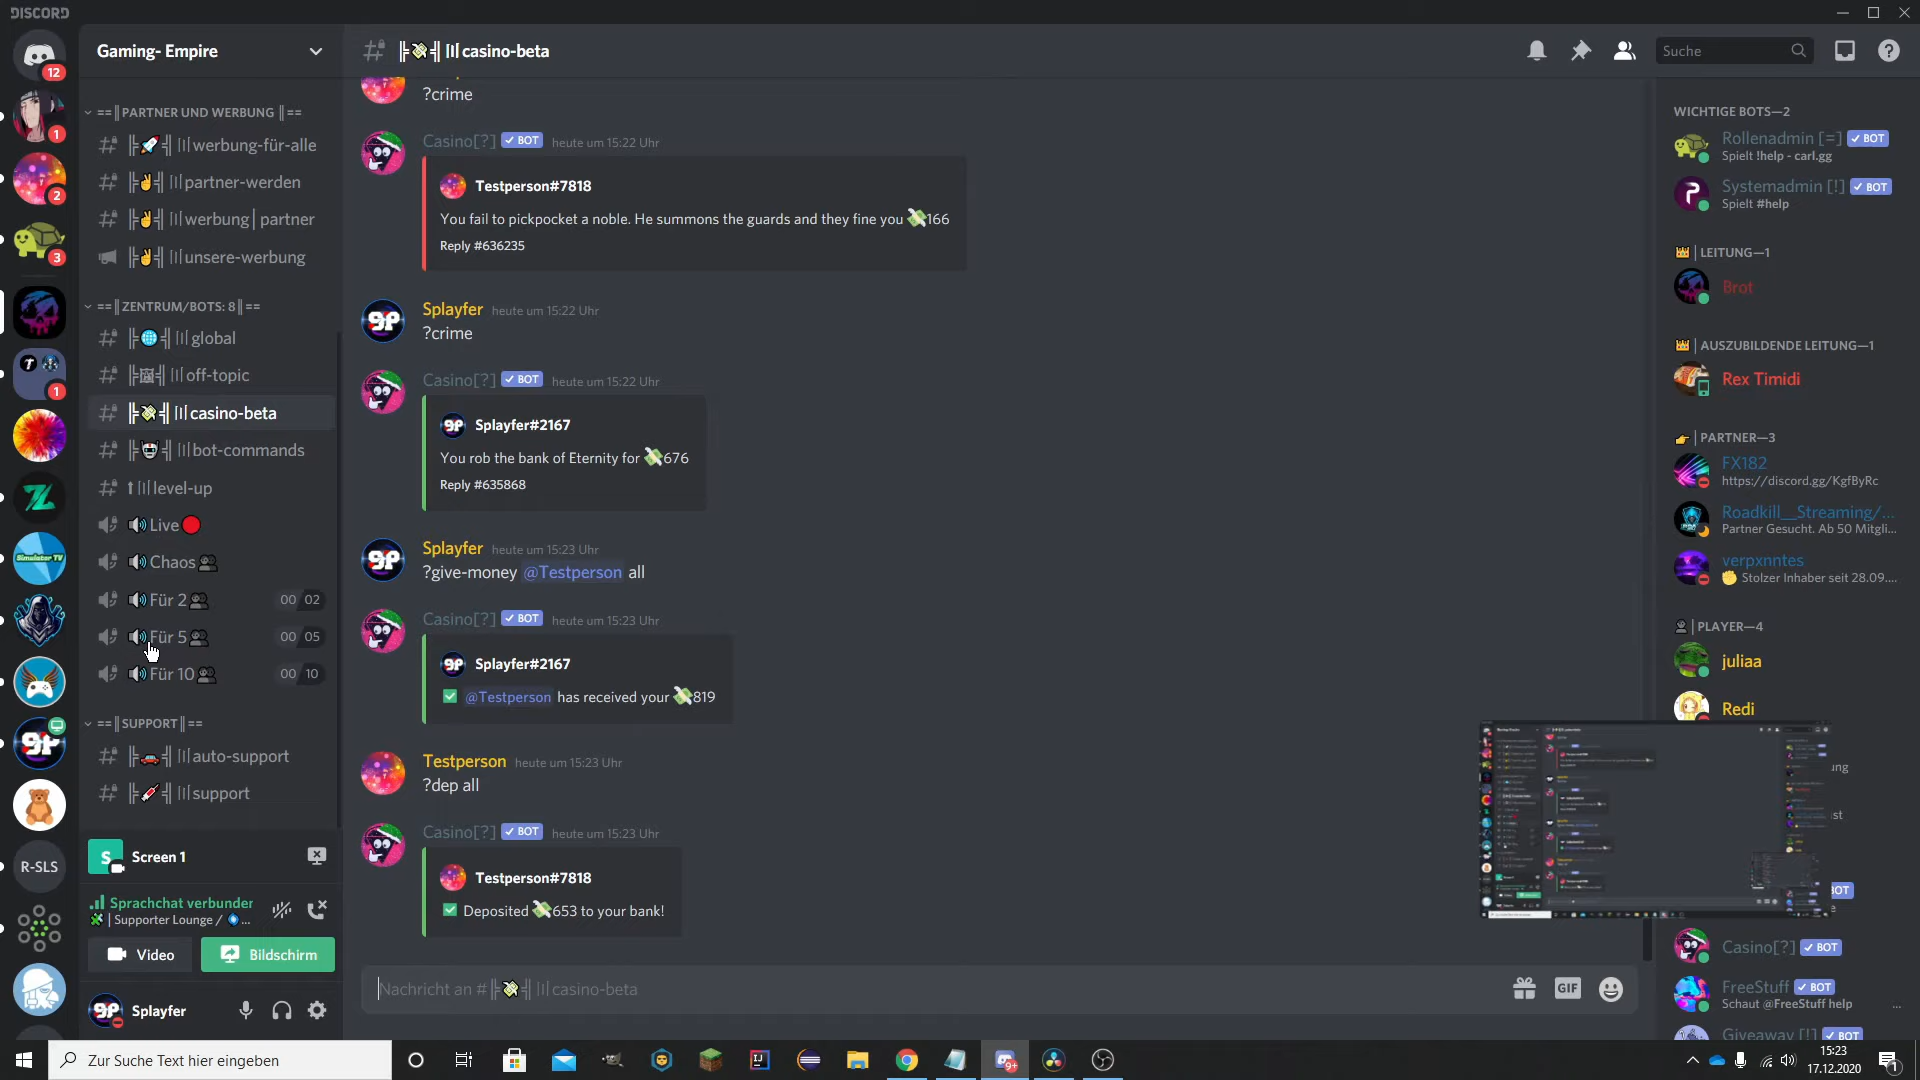 DISCORD
Gaming- Empire
casino-beta
Suche
12
1
2
3
1
R-SLS
Simulator TV
==║PARTNER UND WERBUNG║==
werbung-für-alle
partner-werden
werbung|partner
unsere-werbung
==║ZENTRUM/BOTS: 8║==
global
off-topic
casino-beta
bot-commands
level-up
Live
Chaos
Für 2 00 02
Für 5 00 05
Für 10 00 10
==║SUPPORT║==
auto-support
support
S Screen 1
Sprachchat verbunden
| Supporter Lounge / ...
Video
Bildschirm
Splayfer
?crime
Casino[?] BOT heute um 15:22 Uhr
Testperson#7818
You fail to pickpocket a noble. He summons the guards and they fine you 166
Reply #636235
Splayfer heute um 15:22 Uhr
?crime
Casino[?] BOT heute um 15:22 Uhr
Splayfer#2167
You rob the bank of Eternity for 676
Reply #635868
Splayfer heute um 15:23 Uhr
?give-money @Testperson all
Casino[?] BOT heute um 15:23 Uhr
Splayfer#2167
@Testperson has received your 819
Testperson heute um 15:23 Uhr
?dep all
Casino[?] BOT heute um 15:23 Uhr
Testperson#7818
Deposited 653 to your bank!
Nachricht an # casino-beta
GIF
WICHTIGE BOTS—2
Rollenadmin [=] BOT
Spielt !help - carl.gg
Systemadmin [!] BOT
Spielt #help
| LEITUNG—1
Brot
| AUSZUBILDENDE LEITUNG—1
Rex Timidi
| PARTNER—3
FX182
https://discord.gg/KgfByRc
Roadkill__Streaming/...
Partner Gesucht. Ab 50 Mitgli...
verpxnntes
Stolzer Inhaber seit 28.09....
| PLAYER—4
juliaa
Redi
Casino[?] BOT
FreeStuff BOT
Schaut @FreeStuff help
Giveaway [!] BOT
Zur Suche Text hier eingeben
9+
15:23
17.12.2020
1